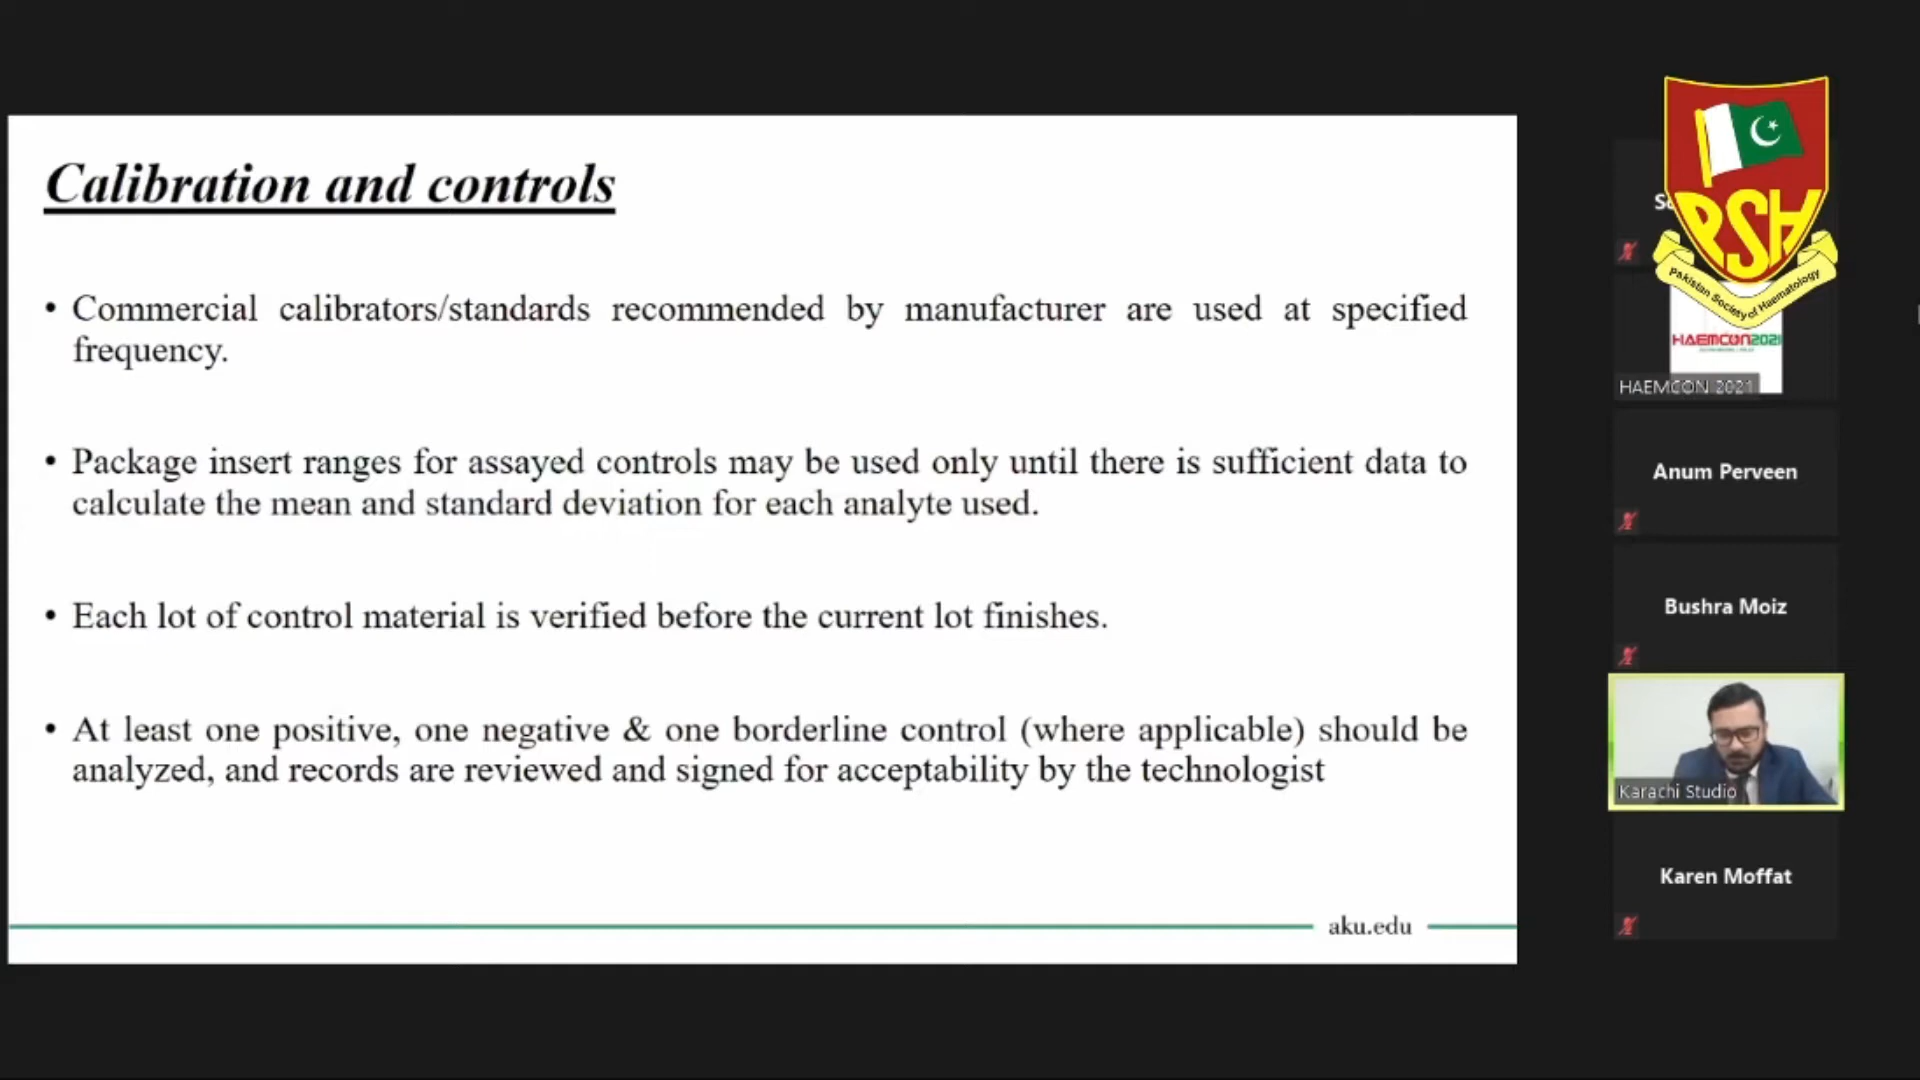 Calibration and controls
• Commercial calibrators/standards recommended by manufacturer are used at specified
frequency.
• Package insert ranges for assayed controls may be used only until there is sufficient data to
calculate the mean and standard deviation for each analyte used.
• Each lot of control material is verified before the current lot finishes.
• At least one positive, one negative & one borderline control (where applicable) should be
analyzed, and records are reviewed and signed for acceptability by the technologist
aku.edu
PSH
Pakistan Society of Haematology
HAEMCON2021
HAEMCON 2021
Anum Perveen
Bushra Moiz
Karachi Studio
Karen Moffat